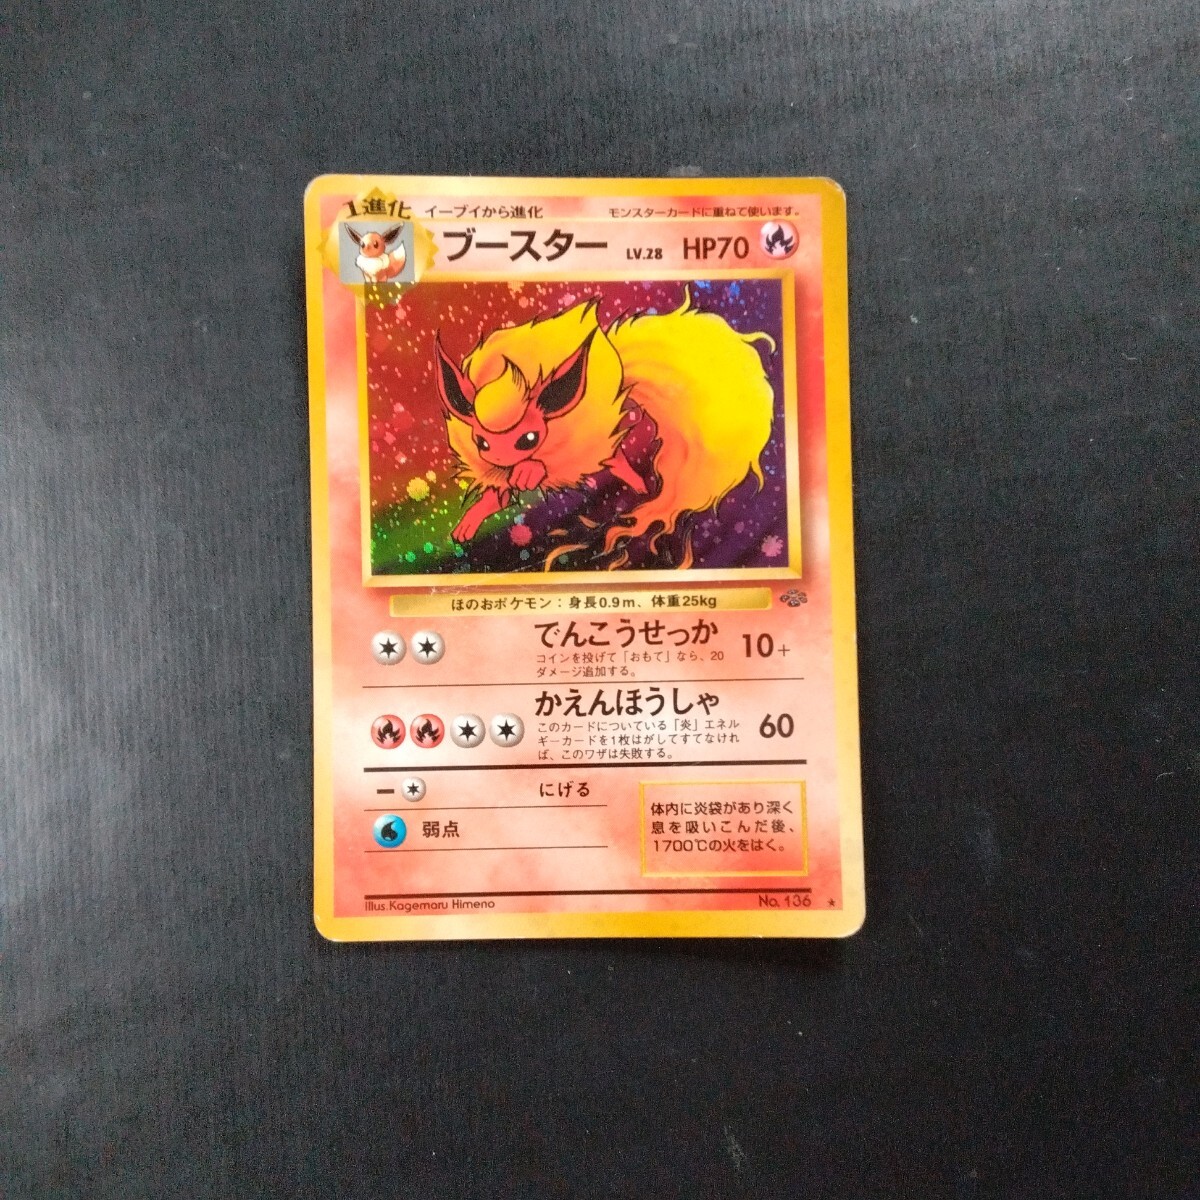 1進化 イーブイから進化 モンスターカードに重ねて使います。
ブースター LV.28 HP70
ほのおポケモン：身長0.9m、体重25kg
でんこうせっか 10+
コインを投げて「おもて」なら、20
ダメージ追加する。
かえんほうしゃ 60
このカードについている「炎」エネル
ギーカードを1枚はがしてすてなけれ
ば、このワザは失敗する。
にげる
弱点
体内に炎袋があり深く
息を吸いこんだ後、
1700℃の火をはく。
Illus.Kagemaru Himeno No. 136 ★